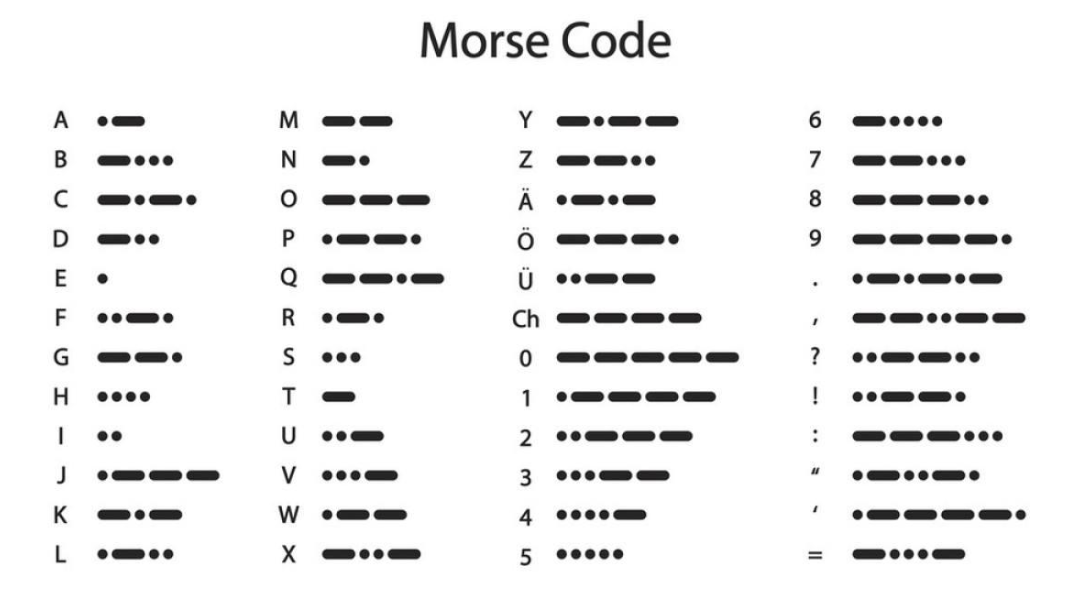 Morse Code
A •—
B —•••
C —•—•
D —••
E •
F ••—•
G ——•
H ••••
I ••
J •———
K —•—
L •—••
M ——
N —•
O ———
P •——•
Q ——•—
R •—•
S •••
T —
U ••—
V •••—
W •——
X —••—
Y —•——
Z ——••
Ä •—•—
Ö ———•
Ü ••——
Ch ————
0 —————
1 •————
2 ••———
3 •••——
4 ••••—
5 •••••
6 —••••
7 ——•••
8 ———••
9 ————•
. •—•—•—
, ——••——
? ••——••
! ••——•
: ———•••
“ •—••—•
‘ •————•
= —•••—